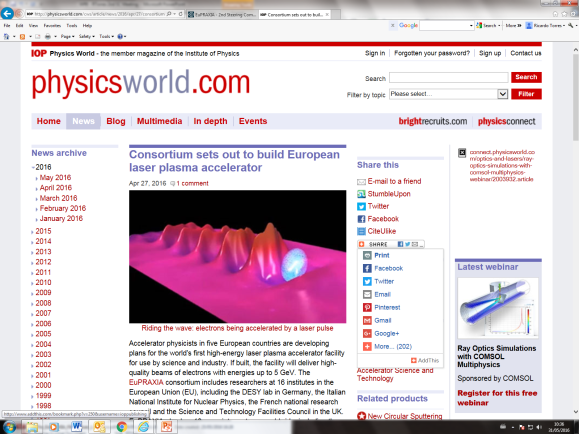 http://physicsworld.com/cws/article/news/2016/apr/27/consortium
EuPRAXIA - 2nd Steering Com...
IOP Consortium sets out to buil...
File Edit View Favorites Tools Help
Google
Search
More
Ricardo Torres
Page Safety Tools
IOP Physics World - the member magazine of the Institute of Physics
Sign in Forgotten your password? Sign up Contact us
physicsworld.com
Search Search
Filter by topic Please select... Filter
Home News Blog Multimedia In depth Events
brightrecruits.com physicsconnect
News archive
2016
May 2016
April 2016
March 2016
February 2016
January 2016
2015
2014
2013
2012
2011
2010
2009
2008
2007
2006
2005
2004
2003
2002
2001
2000
1999
1998
Consortium sets out to build European
laser plasma accelerator
Apr 27, 2016 1 comment
Riding the wave: electrons being accelerated by a laser pulse
Accelerator physicists in five European countries are developing
plans for the world's first high-energy laser plasma accelerator facility
for use by science and industry. If built, the facility will deliver high-
quality beams of electrons with energies up to 5 GeV. The
EuPRAXIA consortium includes researchers at 16 institutes in the
European Union (EU), including the DESY lab in Germany, the Italian
National Institute for Nuclear Physics, the French national research
and the Science and Technology Facilities Council in the UK.
Share this
E-mail to a friend
StumbleUpon
Twitter
Facebook
CiteUlike
SHARE
Print
Facebook
Twitter
Email
Pinterest
Gmail
Google+
More... (202)
AddThis
Accelerator Science and
Technology
Related products
New Circular Sputtering
connect.physicsworld.co
m/optics-and-lasers/ray-
optics-simulations-with-
comsol-multiphysics-
webinar/2003932.article
Latest webinar
Ray Optics Simulations
with COMSOL
Multiphysics
Sponsored by COMSOL
Register for this free
webinar
10:36
31/05/2016